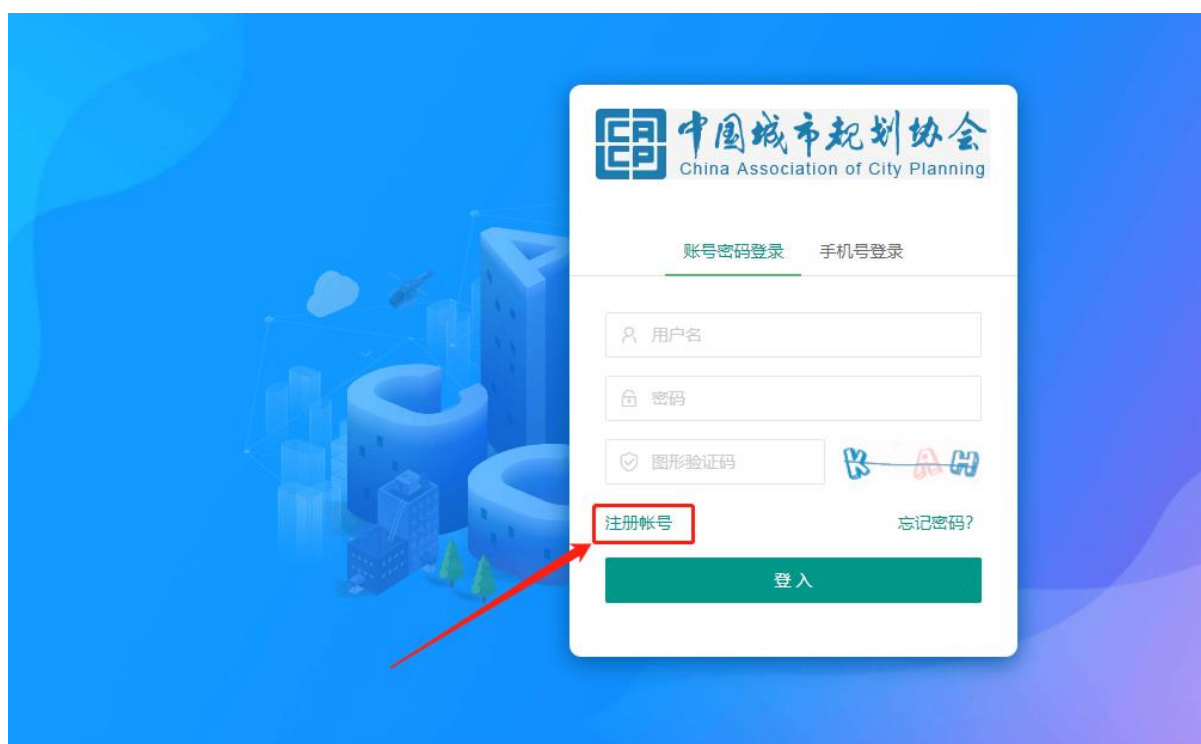 CACP
中国城市规划协会
China Association of City Planning
账号密码登录 手机号登录
用户名
密码
图形验证码 K A H
注册帐号 忘记密码?
登入